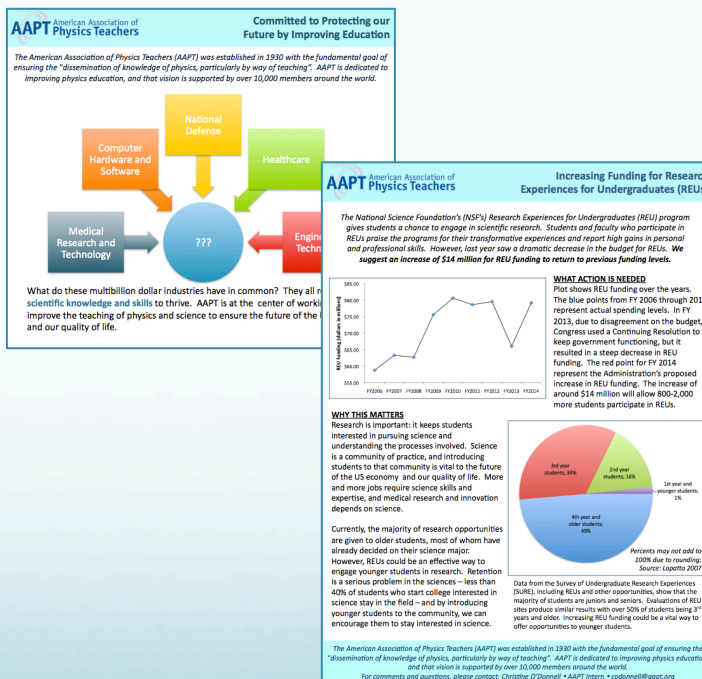 AAPT American Association of
Physics Teachers
Committed to Protecting our
Future by Improving Education
The American Association of Physics Teachers (AAPT) was established in 1930 with the fundamental goal of
ensuring the "dissemination of knowledge of physics, particularly by way of teaching". AAPT is dedicated to
improving physics education, and that vision is supported by over 10,000 members around the world.
National
Defense
Computer
Hardware and
Software
Healthcare
Medical
Research and
Technology
???
What do these multibillion dollar industries have in common? They all
scientific knowledge and skills to thrive. AAPT is at the center of
improve the teaching of physics and science to ensure the future of the
and our quality of life.
AAPT American Association of
Physics Teachers
Increasing Funding for
Experiences for Undergraduates (REUs
The National Science Foundation's (NSF's) Research Experiences for Undergraduates (REU) program
gives students a chance to engage in scientific research. Students and faculty who participate in
REUs praise the programs for their transformative experiences and report high gains in personal
and professional skills. However, last year saw a dramatic decrease in the budget for REUs. We
suggest an increase of $14 million for REU funding to return to previous funding levels.
REU funding (dollars in millions)
$85.00
$80.00
$75.00
$70.00
$65.00
$60.00
$55.00
FY2006 FY2007 FY2008 FY2009 FY2010 FY2011 FY2012 FY2013 FY2014
WHAT ACTION IS NEEDED
Plot shows REU funding over the years.
The blue points from FY 2006 through
represent actual spending levels. In FY
2013, due to disagreement on the budget,
Congress used a Continuing Resolution to
keep government functioning, but it
resulted in a steep decrease in REU
funding. The red point for FY 2014
represent the Administration's proposed
increase in REU funding. The increase of
around $14 million will allow 800-2,000
more students participate in REUs.
WHY THIS MATTERS
Research is important: it keeps students
interested in pursuing science and
understanding the processes involved. Science
is a community of practice, and introducing
students to that community is vital to the future
of the US economy and our quality of life. More
and more jobs require science skills and
expertise, and medical research and innovation
depends on science.
Currently, the majority of research opportunities
are given to older students, most of whom have
already decided on their science major.
However, REUs could be an effective way to
engage younger students in research. Retention
is a serious problem in the sciences – less than
40% of students who start college interested in
science stay in the field – and by introducing
younger students to the community, we can
encourage them to stay interested in science.
3rd year
students; 34%
2nd year
students; 16%
1st year and
younger students;
1%
4th year and
older students;
49%
Percents may not add to
100% due to rounding;
Source: Lopatto 2007
Data from the Survey of Undergraduate Research Experiences
(SURE), including REUs and other opportunities, show that the
majority of students are juniors and seniors. Evaluations of REU
sites produce similar results with over 50% of students being 3rd
years and older. Increasing REU funding could be a vital way to
offer opportunities to younger students.
The American Association of Physics Teachers (AAPT) was established in 1930 with the fundamental goal of ensuring the
"dissemination of knowledge of physics, particularly by way of teaching". AAPT is dedicated to improving physics
and that vision is supported by over 10,000 members around the world.
For comments and questions, please contact: Christine O'Donnell • AAPT Intern • codonnell@aapt.org